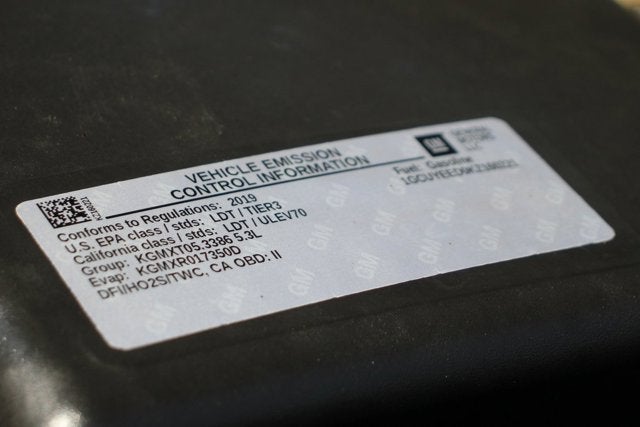 VEHICLE EMISSION
CONTROL INFORMATION
GM
Fuel: Gasoline
Conforms to Regulations: 2019
U.S. EPA class / stds: LDT / TIER3
California class / stds: LDT / ULEV70
Group: KGMXT05.3386 5.3L
Evap: KGMXR017350D
DFI/HO2S/TWC, CA OBD: II